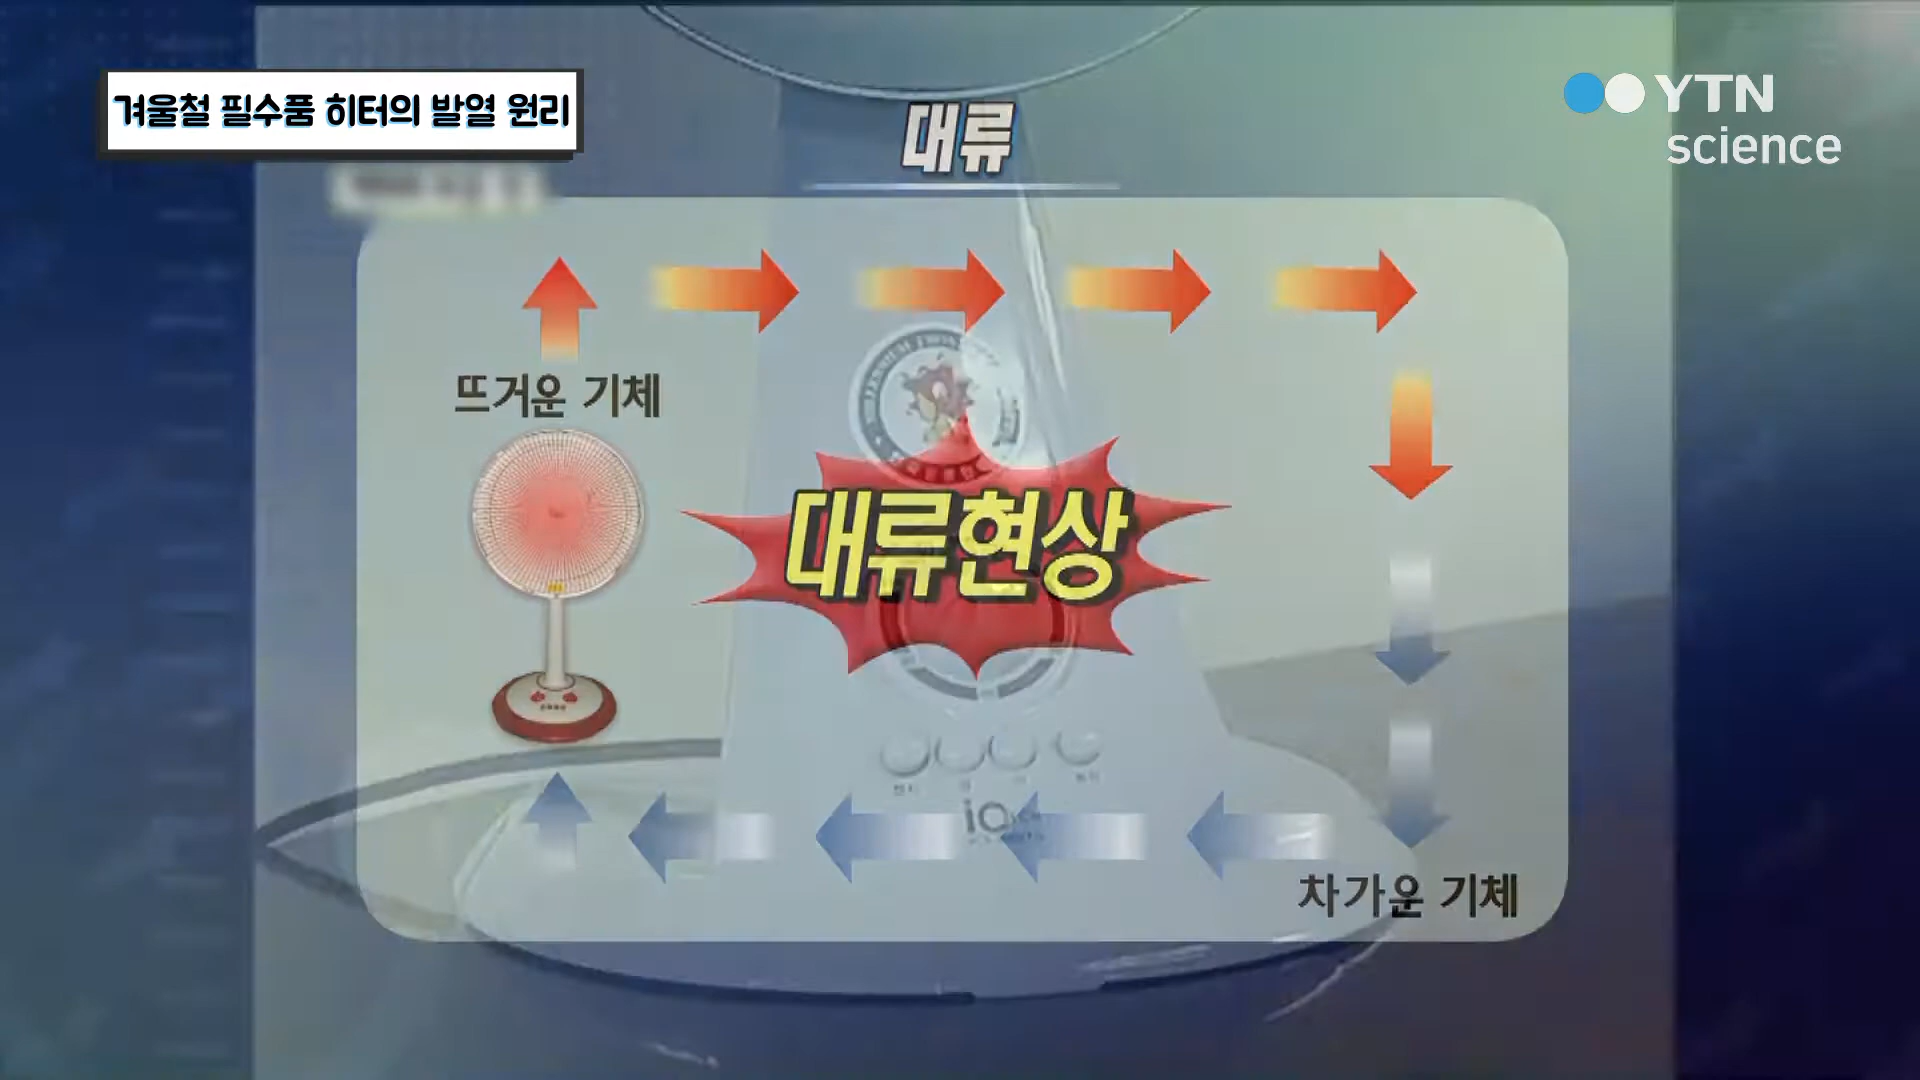 겨울철 필수품 히터의 발열 원리
YTN
science
대류
뜨거운 기체
대류현상
차가운 기체